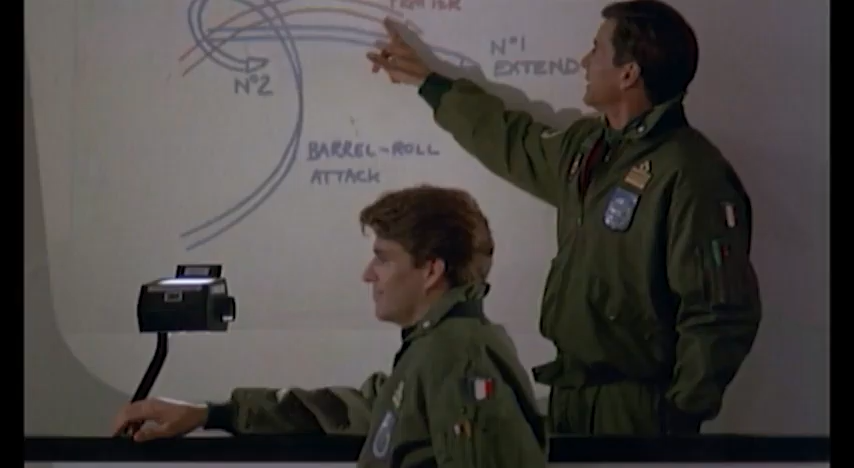 N°1
EXTEND
N°2
BARREL-ROLL
ATTACK